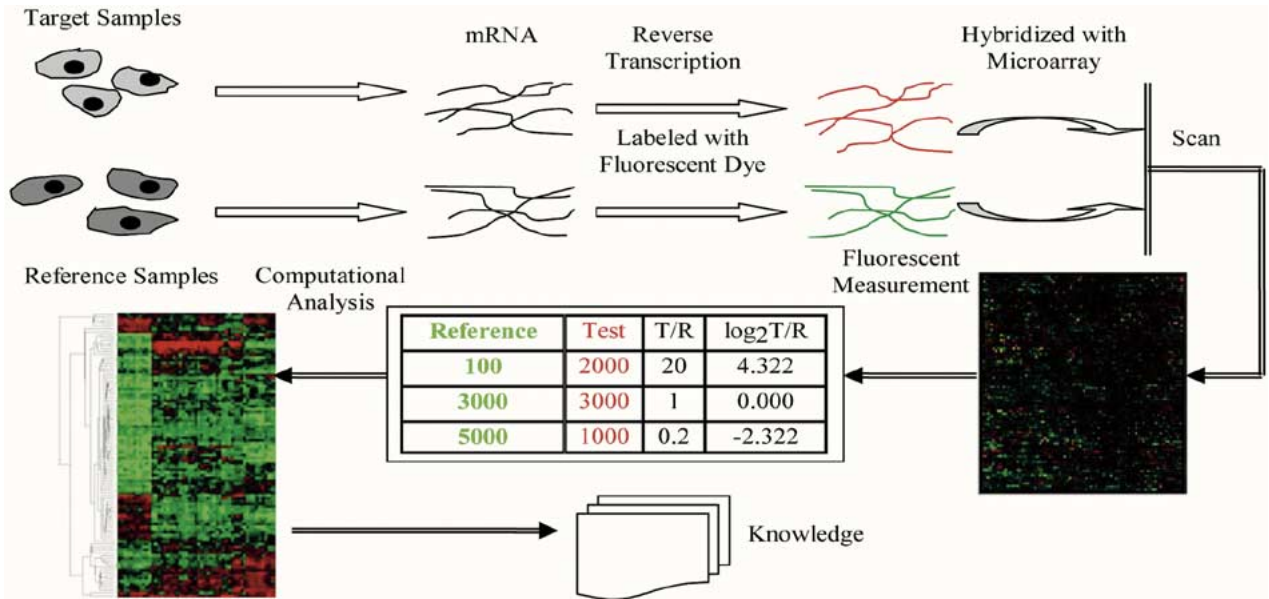 Target Samples
mRNA
Reverse
Transcription
Hybridized with
Microarray
Labeled with
Fluorescent Dye
Scan
Reference Samples
Computational
Analysis
Fluorescent
Measurement
Reference Test T/R log2T/R
100 2000 20 4.322
3000 3000 1 0.000
5000 1000 0.2 -2.322
Knowledge